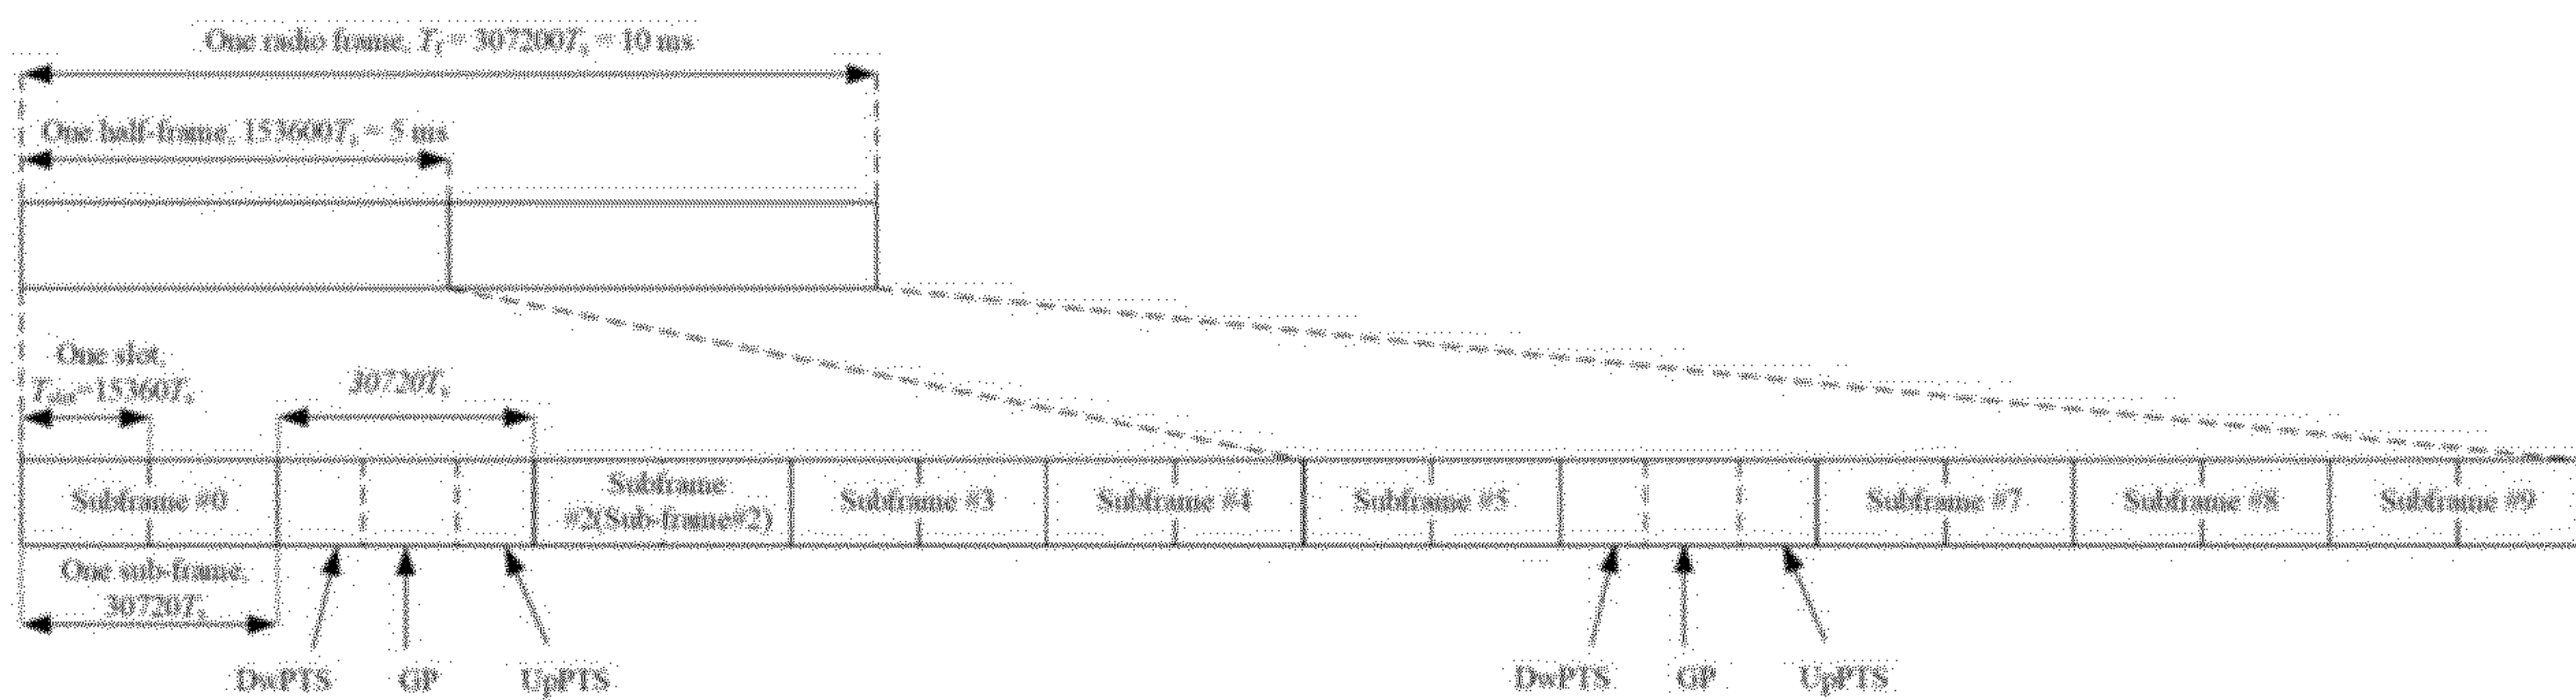 One radio frame, Tf = 307200Ts = 10 ms
One half-frame, 153600Ts = 5 ms
One slot,
Tslot=15360Ts
30720Ts
Subframe #0
Subframe
#2(Sub-frame#2)
Subframe #3
Subframe #4
Subframe #5
Subframe #7
Subframe #8
Subframe #9
One sub-frame,
30720Ts
DwPTS
GP
UpPTS
DwPTS
GP
UpPTS